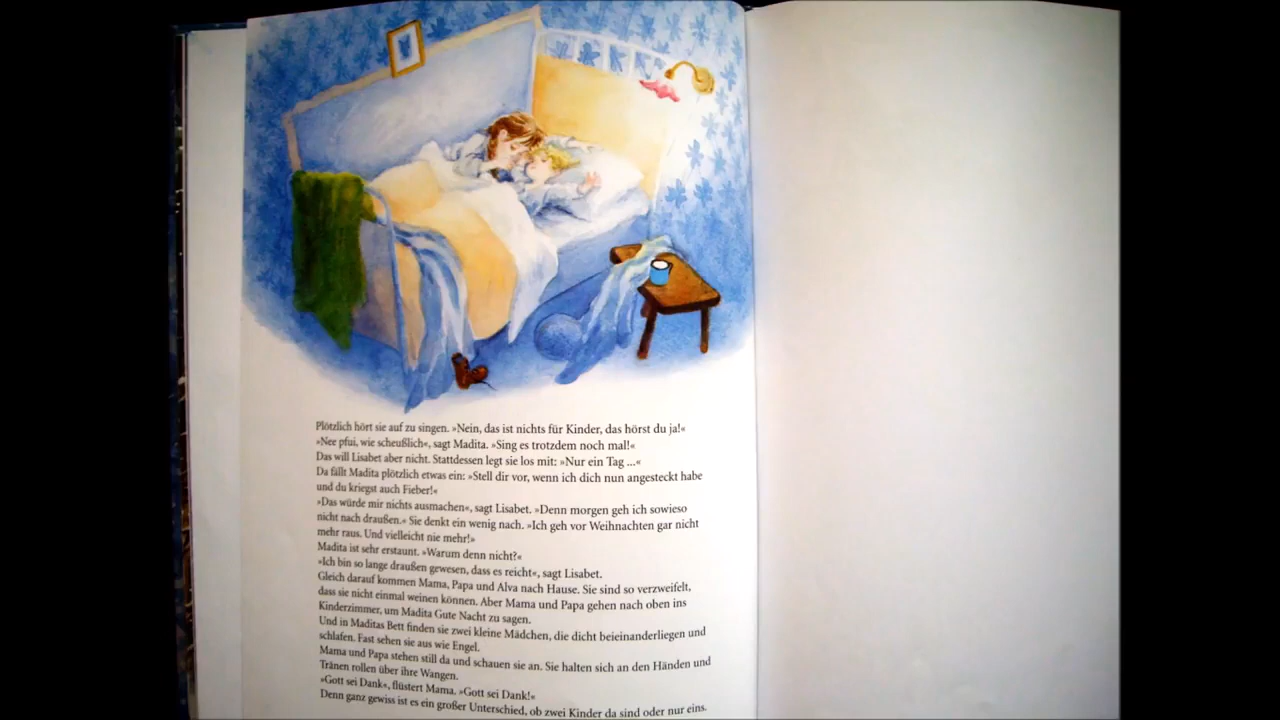 Plötzlich hört sie auf zu singen. »Nein, das ist nichts für Kinder, das hörst du ja!«
»Nee pfui, wie scheußlich«, sagt Madita. »Sing es trotzdem noch mal!«
Das will Lisabet aber nicht. Stattdessen legt sie los mit: »Nur ein Tag ...«
Da fällt Madita plötzlich etwas ein: »Stell dir vor, wenn ich dich nun angesteckt habe
und du kriegst auch Fieber!«
»Das würde mir nichts ausmachen«, sagt Lisabet. »Denn morgen geh ich sowieso
nicht nach draußen.« Sie denkt ein wenig nach. »Ich geh vor Weihnachten gar nicht
mehr raus. Und vielleicht nie mehr!»
Madita ist sehr erstaunt. »Warum denn nicht?«
»Ich bin so lange draußen gewesen, dass es reicht«, sagt Lisabet.
Gleich darauf kommen Mama, Papa und Alva nach Hause. Sie sind so verzweifelt,
dass sie nicht einmal weinen können. Aber Mama und Papa gehen nach oben ins
Kinderzimmer, um Madita Gute Nacht zu sagen.
Und in Maditas Bett finden sie zwei kleine Mädchen, die dicht beieinanderliegen und
schlafen. Fast sehen sie aus wie Engel.
Mama und Papa stehen still da und schauen sie an. Sie halten sich an den Händen und
Tränen rollen über ihre Wangen.
»Gott sei Dank«, flüstert Mama. »Gott sei Dank!«
Denn ganz gewiss ist es ein großer Unterschied, ob zwei Kinder da sind oder nur eins.